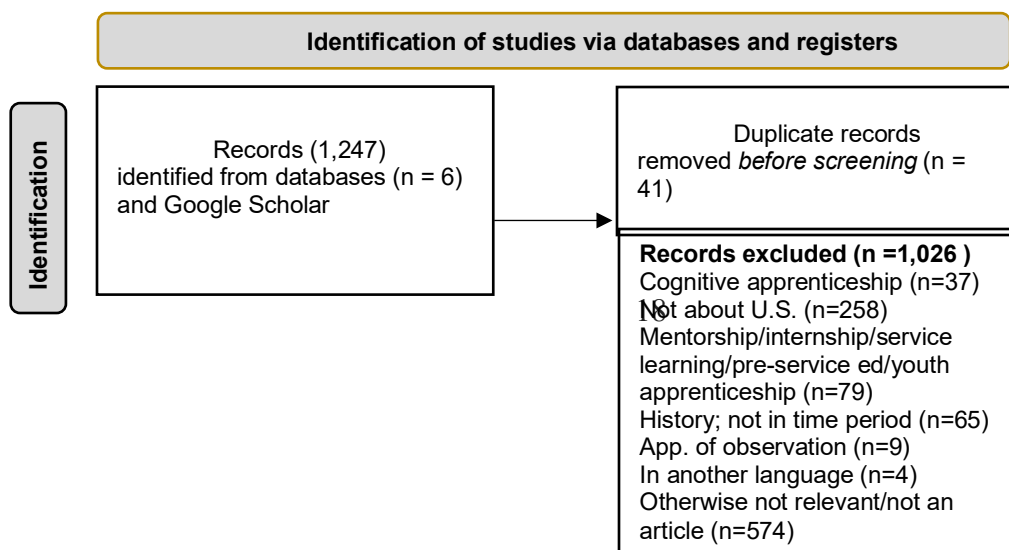 Identification of studies via databases and registers
Identification
Records (1,247)
identified from databases (n = 6)
and Google Scholar
Duplicate records
removed before screening (n =
41)
Records excluded (n =1,026 )
Cognitive apprenticeship (n=37)
Not about U.S. (n=258)
18
Mentorship/internship/service
learning/pre-service ed/youth
apprenticeship (n=79)
History; not in time period (n=65)
App. of observation (n=9)
In another language (n=4)
Otherwise not relevant/not an
article (n=574)